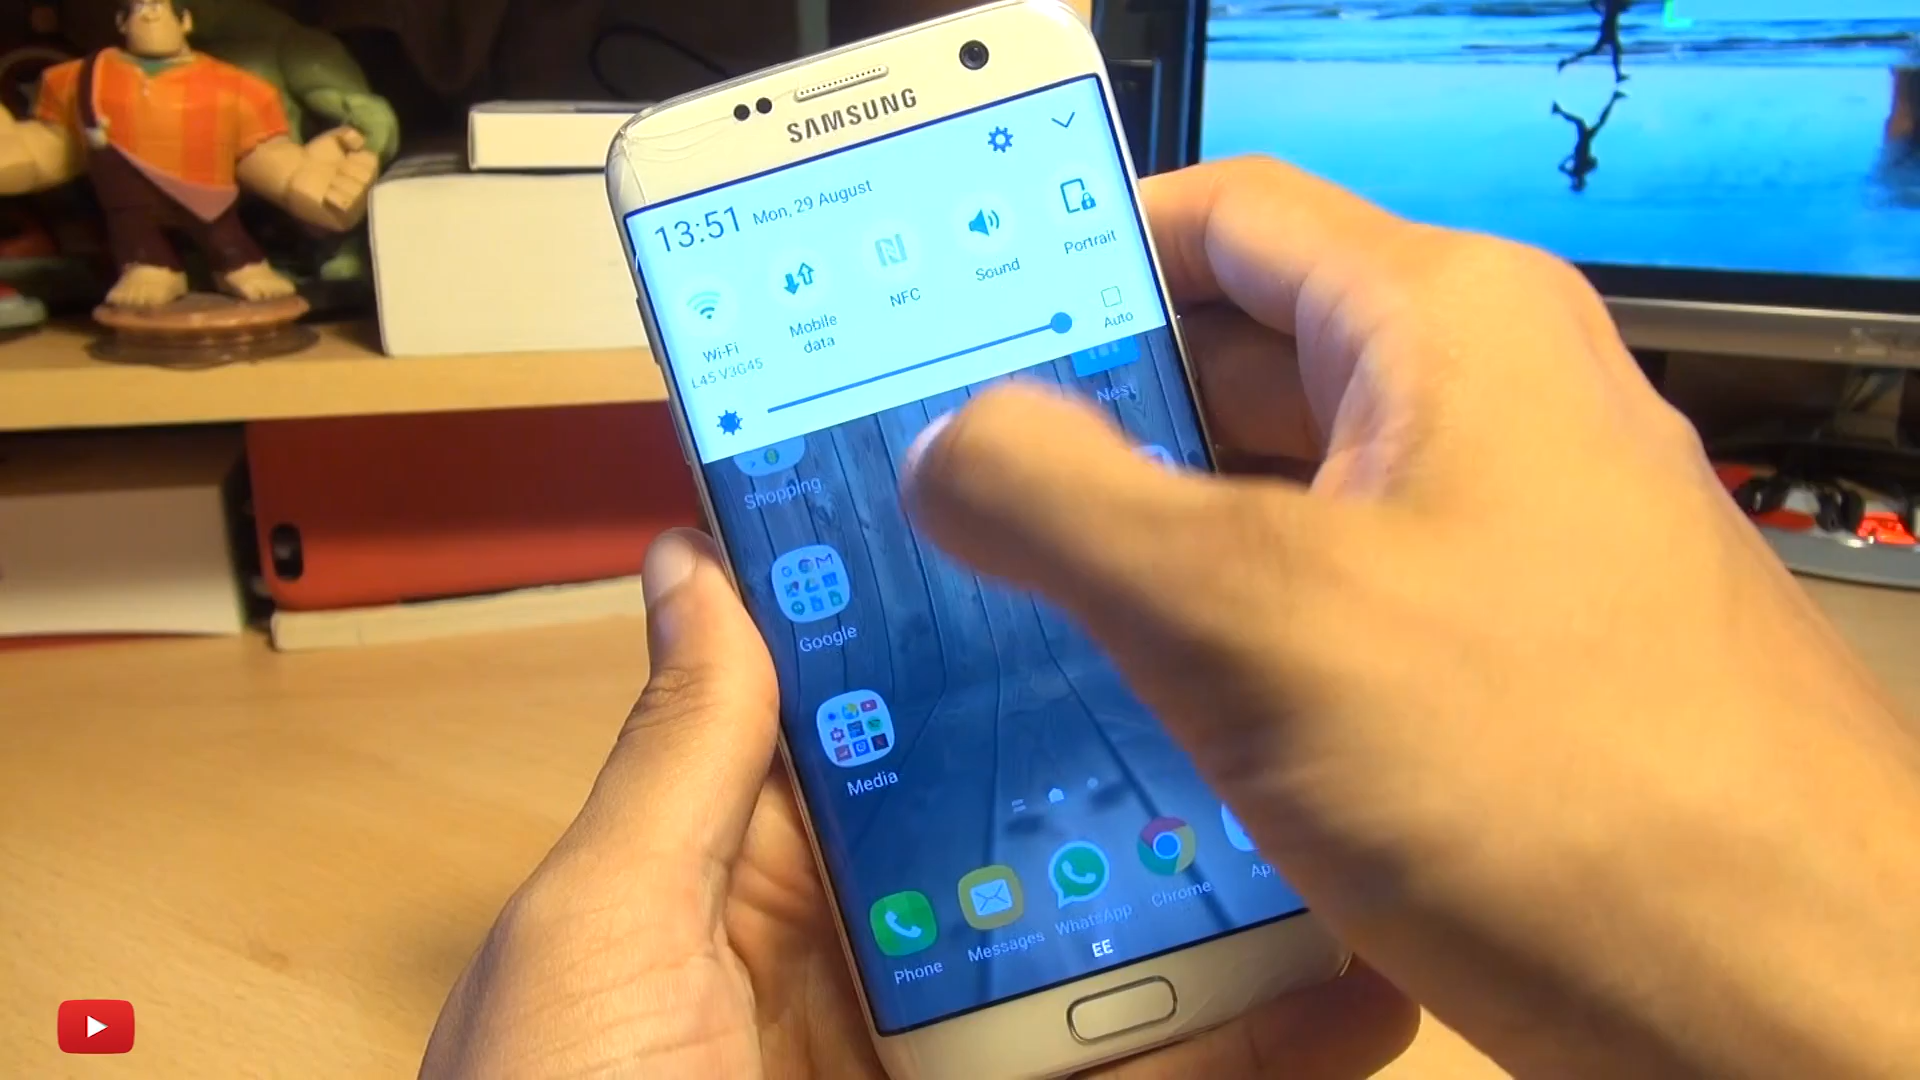 SAMSUNG
13:51 Mon, 29 August
Wi-Fi
L45 V3G45
Mobile
data
NFC
Sound
Portrait
Auto
Nest
Shopping
Google
Media
Phone
Messages
WhatsApp
Chrome
EE